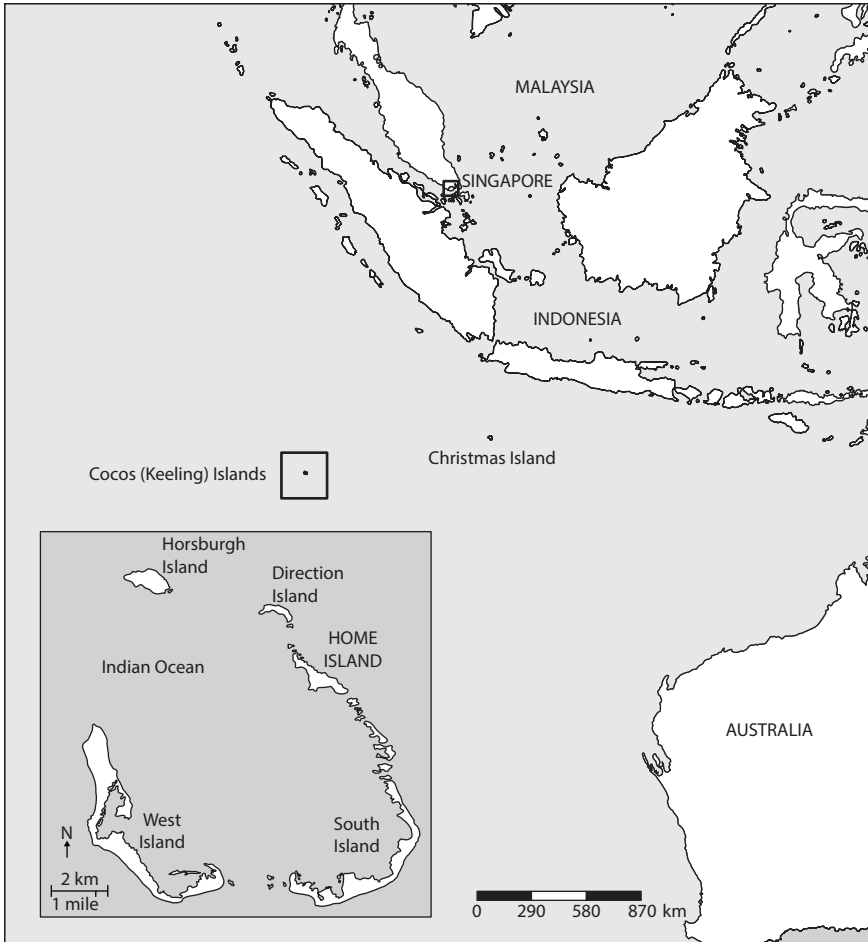 MALAYSIA
SINGAPORE
INDONESIA
Christmas Island
Cocos (Keeling) Islands
Horsburgh
Island
Direction
Island
HOME
ISLAND
Indian Ocean
AUSTRALIA
West
Island
South
Island
N
2 km
1 mile
0 290 580 870 km